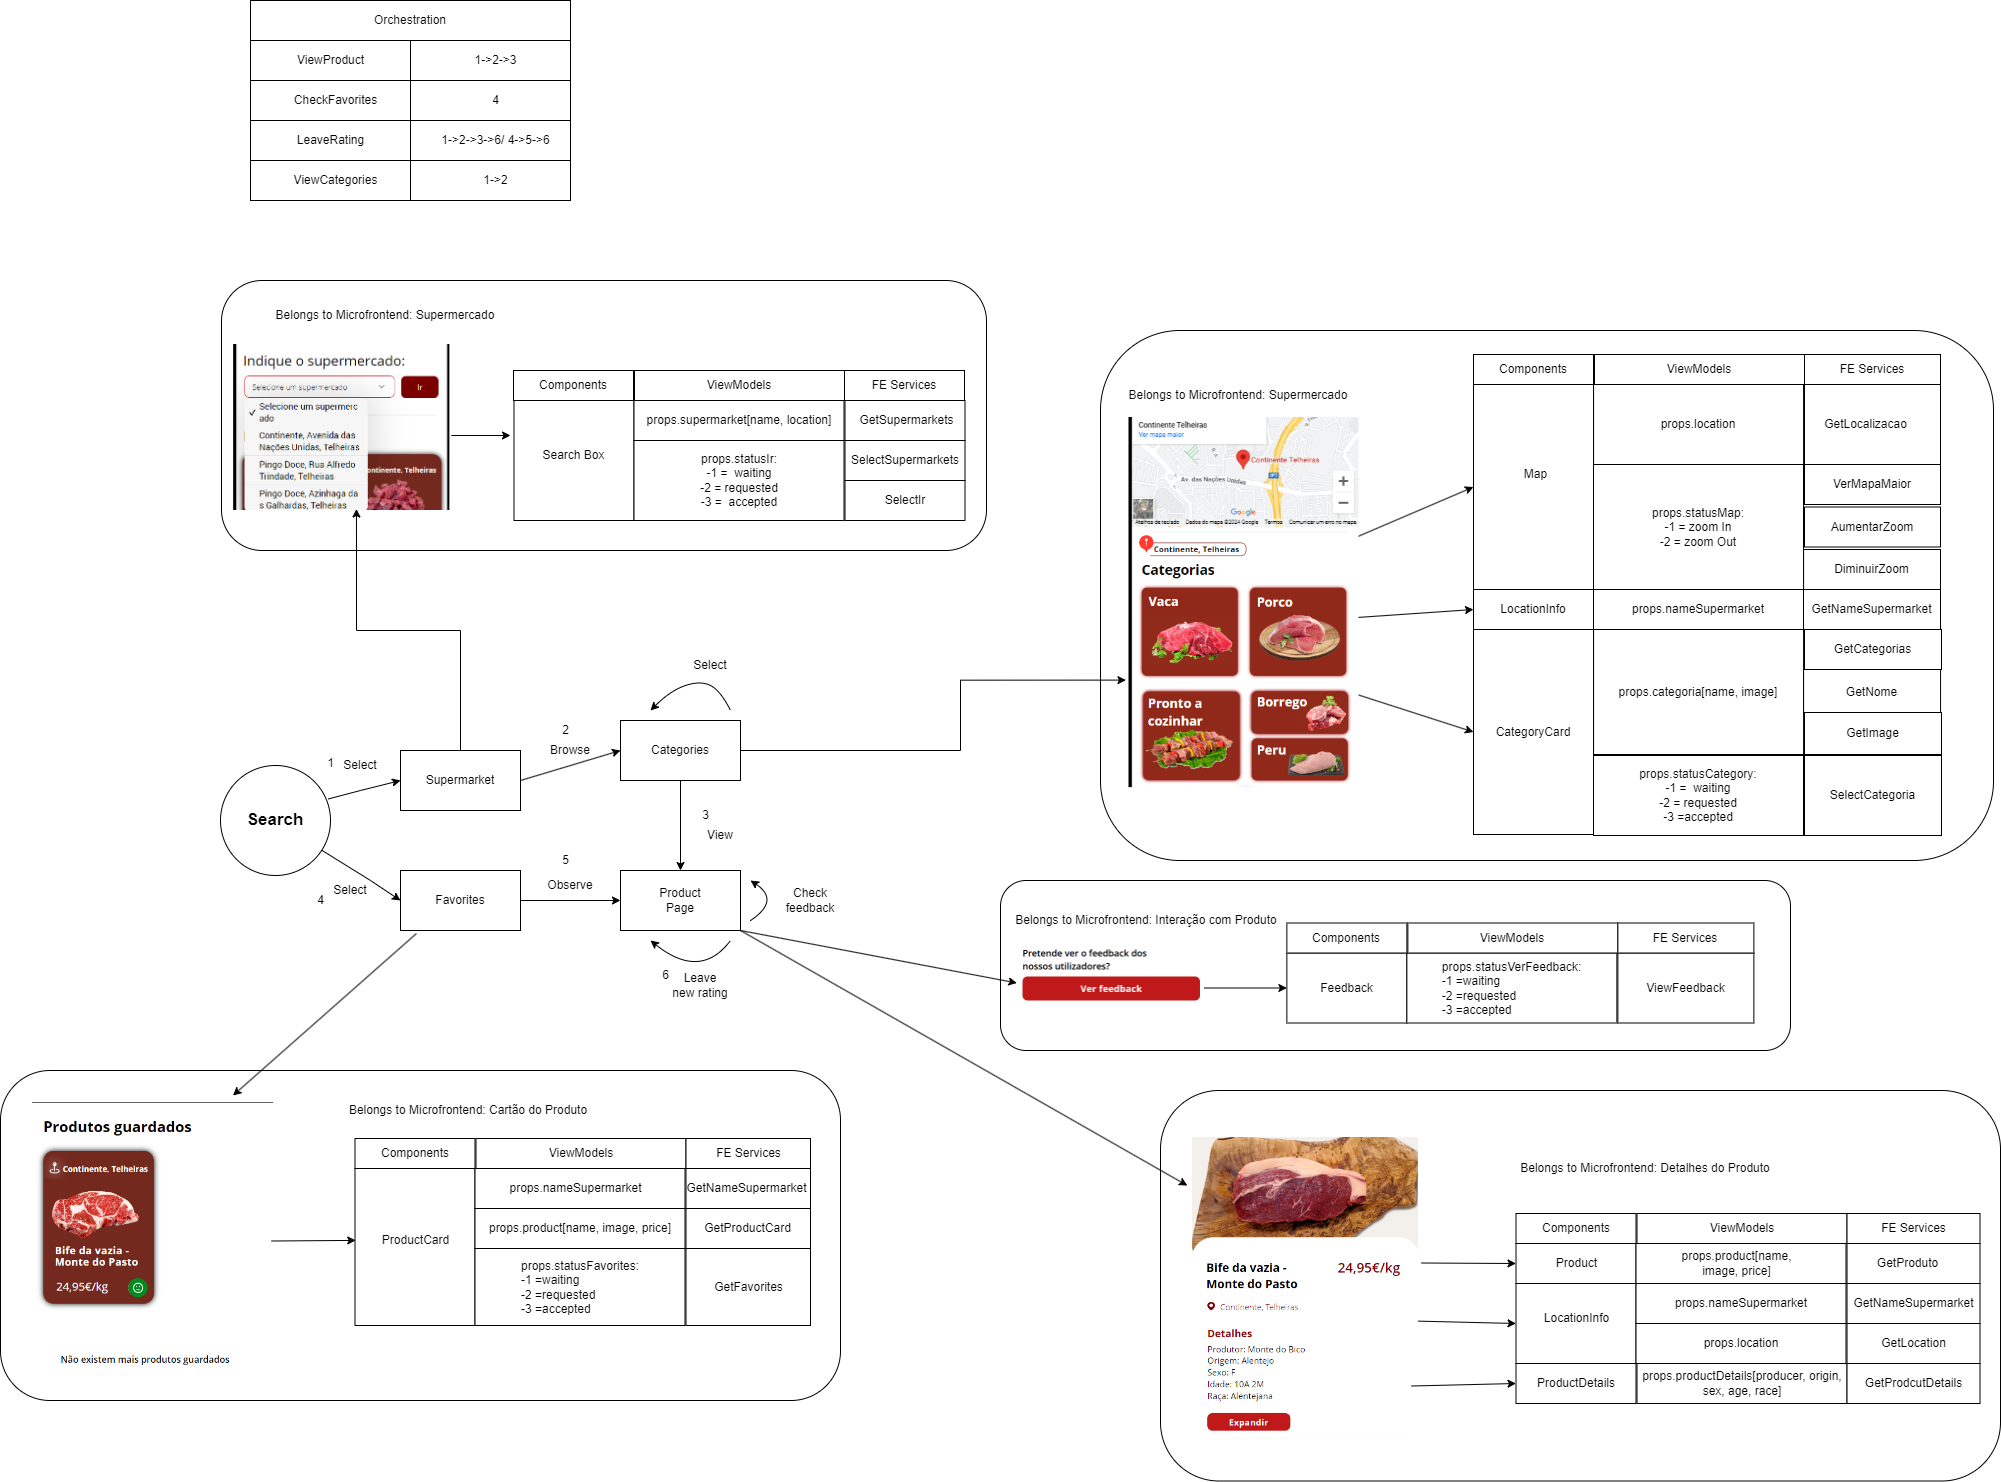 Orchestration
ViewProduct
1->2->3
CheckFavorites
4
LeaveRating
1->2->3->6/ 4->5->6
ViewCategories
1->2
Belongs to Microfrontend: Supermercado
Indique o supermercado:
Selecione um supermercado
Ir
Selecione um supermerc
ado
Continente, Avenida das
Nações Unidas, Telheiras
Pingo Doce, Rua Alfredo
Trindade, Telheiras
Pingo Doce, Azinhaga da
s Galhardas, Telheiras
ontinente, Telheiras
Components
ViewModels
FE Services
Search Box
props.supermarket[name, location]
GetSupermarkets
props.statusIr:
-1 = waiting
-2 = requested
-3 = accepted
SelectSupermarkets
SelectIr
Belongs to Microfrontend: Supermercado
Continente Telheiras
Ver mapa maior
Continente Telheiras
Av. das Nações Unidas
+
−
Google
Atalhos de teclado
Dados do mapa ©2024 Google
Termos
Comunicar um erro no mapa
Continente, Telheiras
Categorias
Vaca
Porco
Pronto a
cozinhar
Borrego
Peru
Components
ViewModels
FE Services
Map
props.location
GetLocalizacao
props.statusMap:
-1 = zoom In
-2 = zoom Out
VerMapaMaior
AumentarZoom
DiminuirZoom
LocationInfo
props.nameSupermarket
GetNameSupermarket
CategoryCard
props.categoria[name, image]
GetCategorias
GetNome
GetImage
props.statusCategory:
-1 = waiting
-2 = requested
-3 =accepted
SelectCategoria
Search
1
Select
Supermarket
2
Browse
Categories
Select
3
View
4
Select
Favorites
5
Observe
Product
Page
Check
feedback
6
Leave
new rating
Belongs to Microfrontend: Interação com Produto
Pretende ver o feedback dos
nossos utilizadores?
Ver feedback
Components
ViewModels
FE Services
Feedback
props.statusVerFeedback:
-1 =waiting
-2 =requested
-3 =accepted
ViewFeedback
Belongs to Microfrontend: Cartão do Produto
Produtos guardados
Continente, Telheiras
Bife da vazia -
Monte do Pasto
24,95€/kg
Não existem mais produtos guardados
Components
ViewModels
FE Services
ProductCard
props.nameSupermarket
GetNameSupermarket
props.product[name, image, price]
GetProductCard
props.statusFavorites:
-1 =waiting
-2 =requested
-3 =accepted
GetFavorites
Belongs to Microfrontend: Detalhes do Produto
Bife da vazia -
Monte do Pasto
24,95€/kg
Continente, Telheiras
Detalhes
Produtor: Monte do Bico
Origem: Alentejo
Sexo: F
Idade: 10A 2M
Raça: Alentejana
Expandir
Components
ViewModels
FE Services
Product
props.product[name,
image, price]
GetProduto
LocationInfo
props.nameSupermarket
GetNameSupermarket
props.location
GetLocation
ProductDetails
props.productDetails[producer, origin,
sex, age, race]
GetProdcutDetails